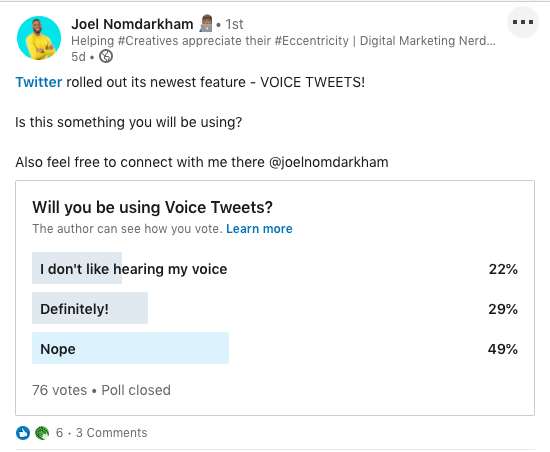 Joel Nomdarkham 👨🏽‍💻 • 1st
Helping #Creatives appreciate their #Eccentricity | Digital Marketing Nerd...
5d •
Twitter rolled out its newest feature - VOICE TWEETS!
Is this something you will be using?
Also feel free to connect with me there @joelnomdarkham
Will you be using Voice Tweets?
The author can see how you vote. Learn more
I don't like hearing my voice 22%
Definitely! 29%
Nope 49%
76 votes • Poll closed
6 · 3 Comments